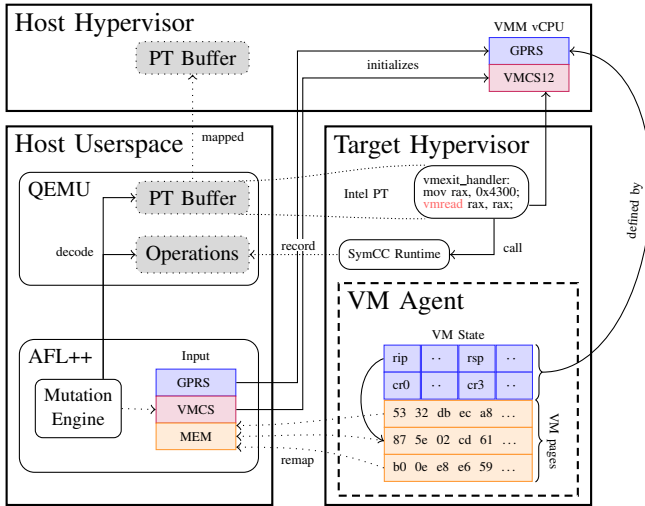 Host Hypervisor
VMM vCPU
PT Buffer
GPRS
initializes
VMCS12
mapped
Host Userspace
Target Hypervisor
QEMU
PT Buffer
Intel PT
vmexit_handler:
mov rax, 0x4300;
vmread rax, rax;
defined by
decode
Operations
record
SymCC Runtime
call
VM Agent
VM State
AFL++
Input
rip .. rsp ..
GPRS
cr0 .. cr3 ..
Mutation
Engine
VMCS
53 32 db ec a8 ...
MEM
87 5e 02 cd 61 ...
VM pages
remap
b0 0e e8 e6 59 ...